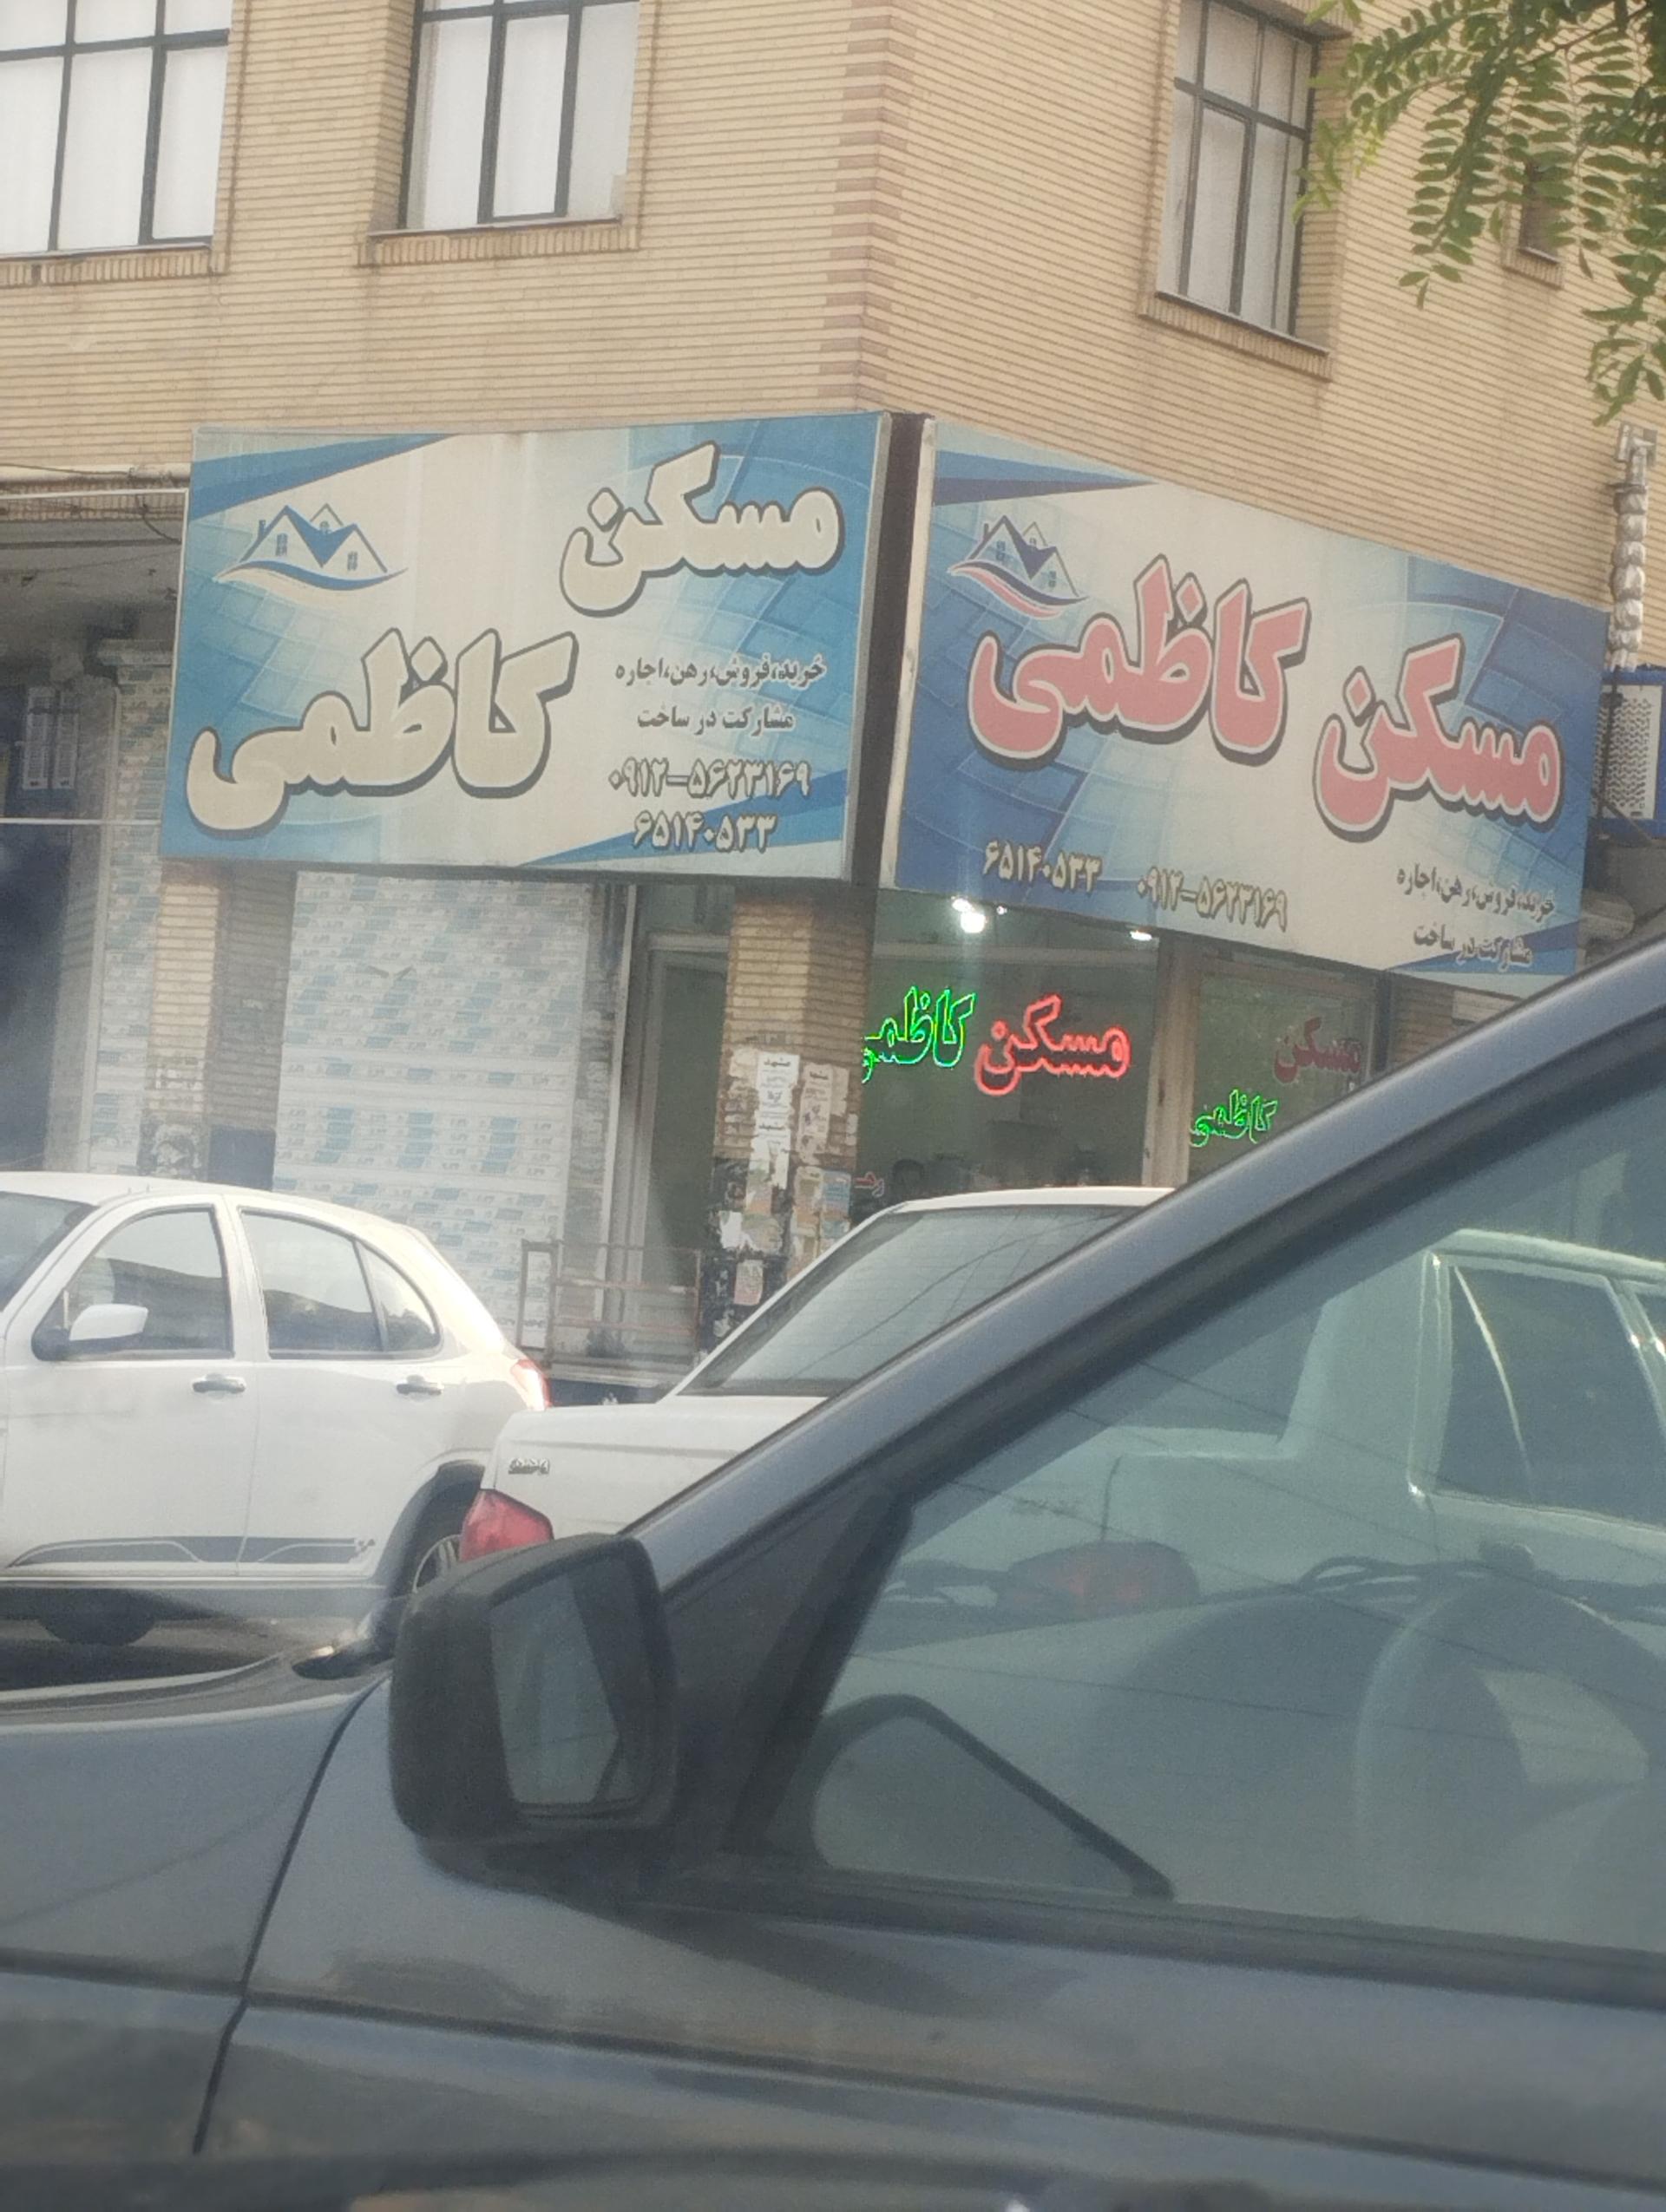 مسکن
کاظمی
خرید،فروش،رهن،اجاره
مشارکت در ساخت
۰۹۱۲-۵۶۲۳۱۶۹
۶۵۱۴۰۵۳۳
مسکن کاظمی
خرید،فروش،رهن،اجاره
مشارکت در ساخت
۰۹۱۲-۵۶۲۳۱۶۹
۶۵۱۴۰۵۳۳
مسکن کاظمی
مسکن
کاظمی